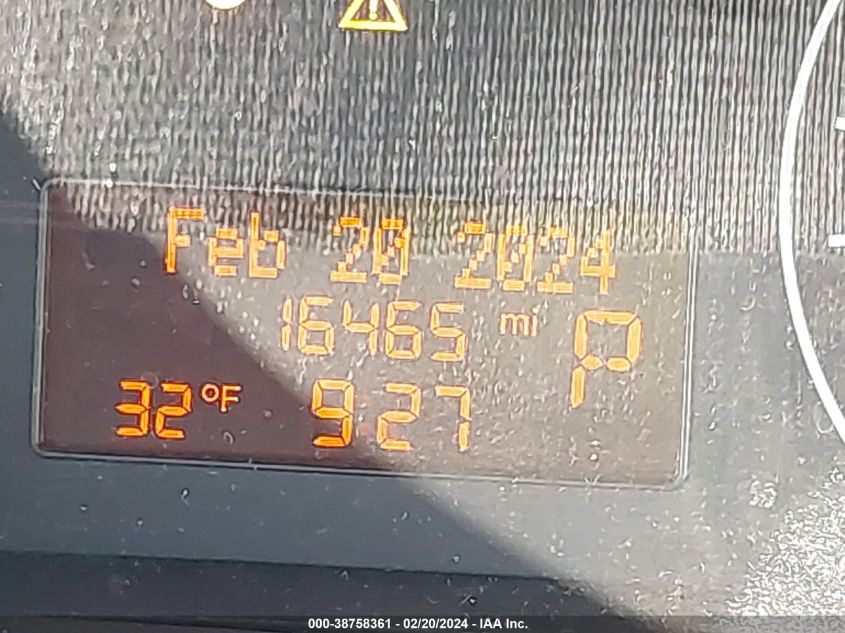 Feb 20 2024
16465 mi P
32 °F 9:27
000-38758361 - 02/20/2024 - IAA Inc.